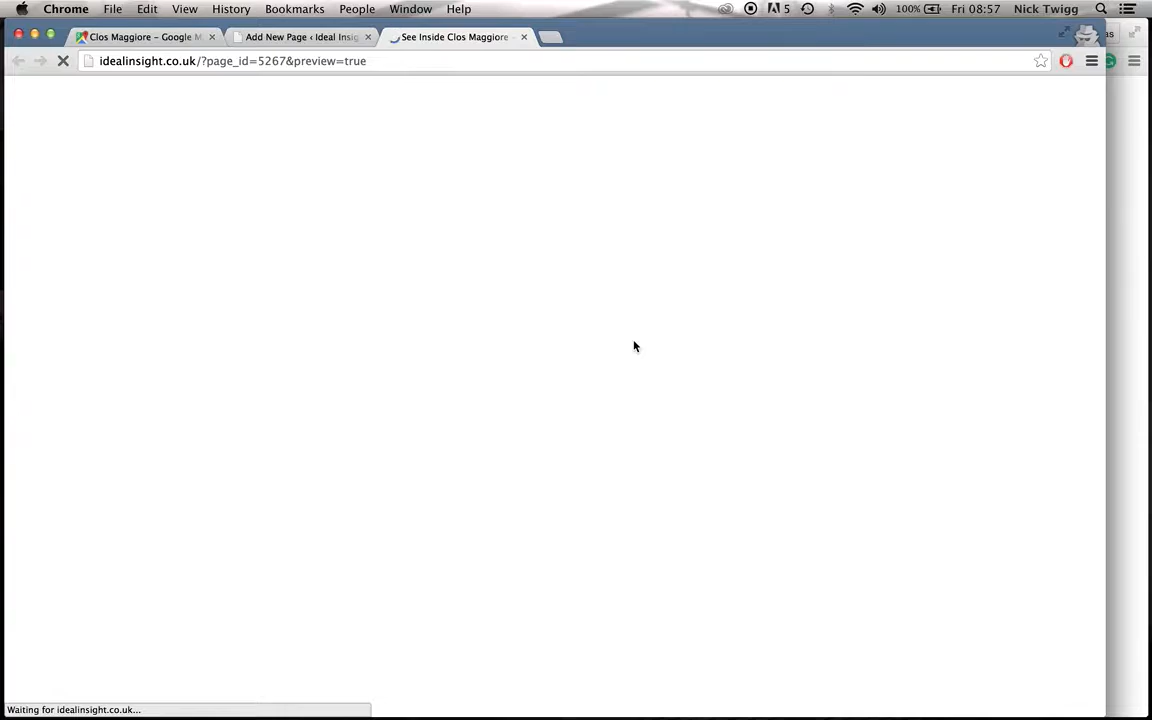 Chrome File Edit View History Bookmarks People Window Help 5 100% Fri 08:57 Nick Twigg
Clos Maggiore – Google M
Add New Page ‹ Ideal Insig
See Inside Clos Maggiore -
as
idealinsight.co.uk/?page_id=5267&preview=true
Waiting for idealinsight.co.uk...